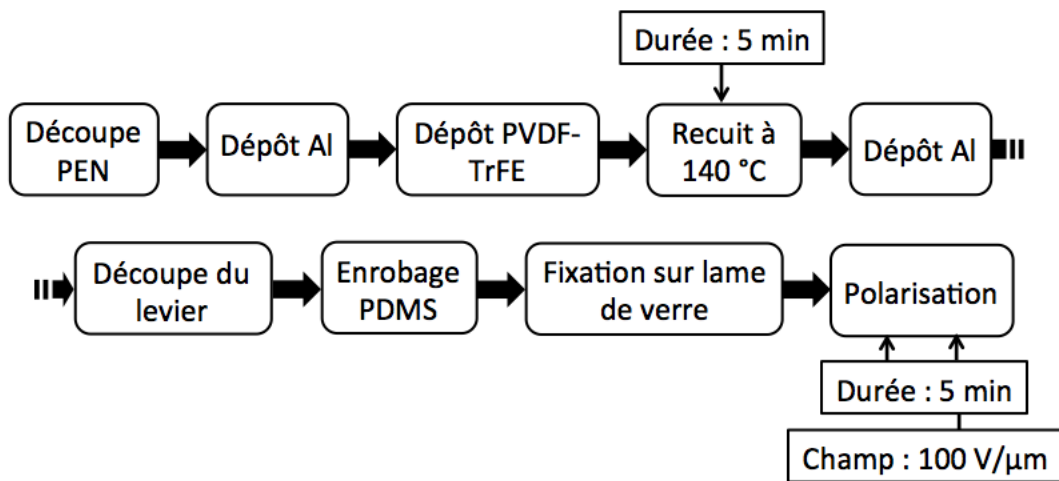 Durée : 5 min
Découpe
PEN
Dépôt Al
Dépôt PVDF-
TrFE
Recuit à
140 °C
Dépôt Al
Découpe du
levier
Enrobage
PDMS
Fixation sur lame
de verre
Polarisation
Durée : 5 min
Champ : 100 V/μm